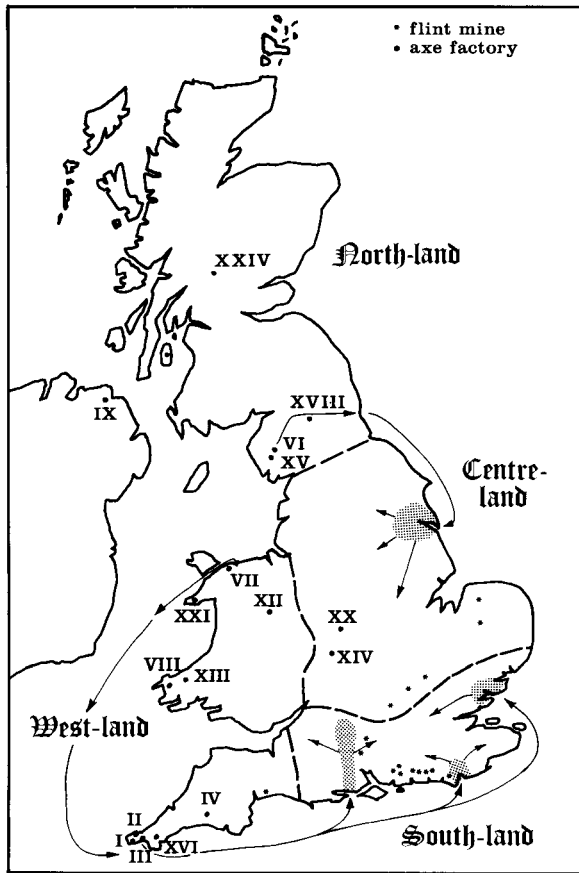 • flint mine
• axe factory
North-land
XXIV
IX
XVIII
VI
XV
Centre-
land
VII
XXI
XII
XX
XIV
VIII
XIII
West-land
IV
II
I
III
XVI
South-land